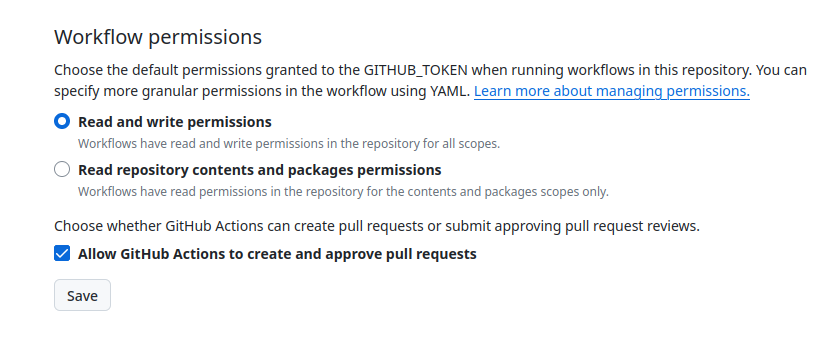 Workflow permissions
Choose the default permissions granted to the GITHUB_TOKEN when running workflows in this repository. You can
specify more granular permissions in the workflow using YAML. Learn more about managing permissions.
Read and write permissions
Workflows have read and write permissions in the repository for all scopes.
Read repository contents and packages permissions
Workflows have read permissions in the repository for the contents and packages scopes only.
Choose whether GitHub Actions can create pull requests or submit approving pull request reviews.
Allow GitHub Actions to create and approve pull requests
Save